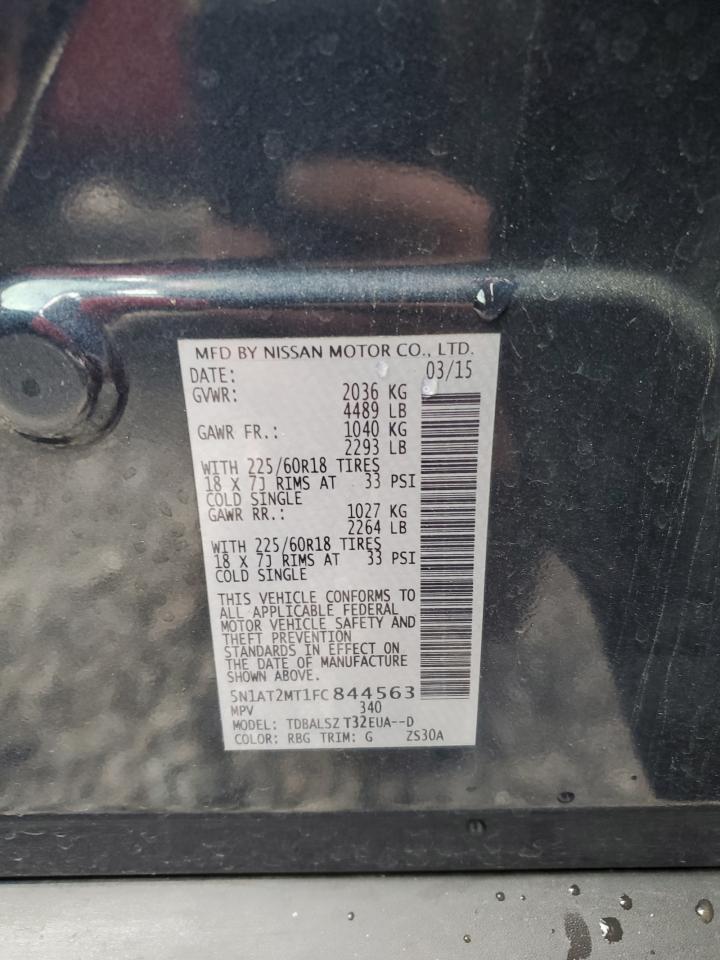 MFD BY NISSAN MOTOR CO., LTD.
DATE: 03/15
GVWR: 2036 KG
4489 LB
GAWR FR.: 1040 KG
2293 LB
WITH 225/60R18 TIRES
18 X 7J RIMS AT 33 PSI
COLD SINGLE
GAWR RR.: 1027 KG
2264 LB
WITH 225/60R18 TIRES
18 X 7J RIMS AT 33 PSI
COLD SINGLE
THIS VEHICLE CONFORMS TO
ALL APPLICABLE FEDERAL
MOTOR VEHICLE SAFETY AND
THEFT PREVENTION
STANDARDS IN EFFECT ON
THE DATE OF MANUFACTURE
SHOWN ABOVE.
5N1AT2MT1FC844563
MPV 340
MODEL: TDBALSZ T32EUA--D
COLOR: RBG TRIM: G ZS30A